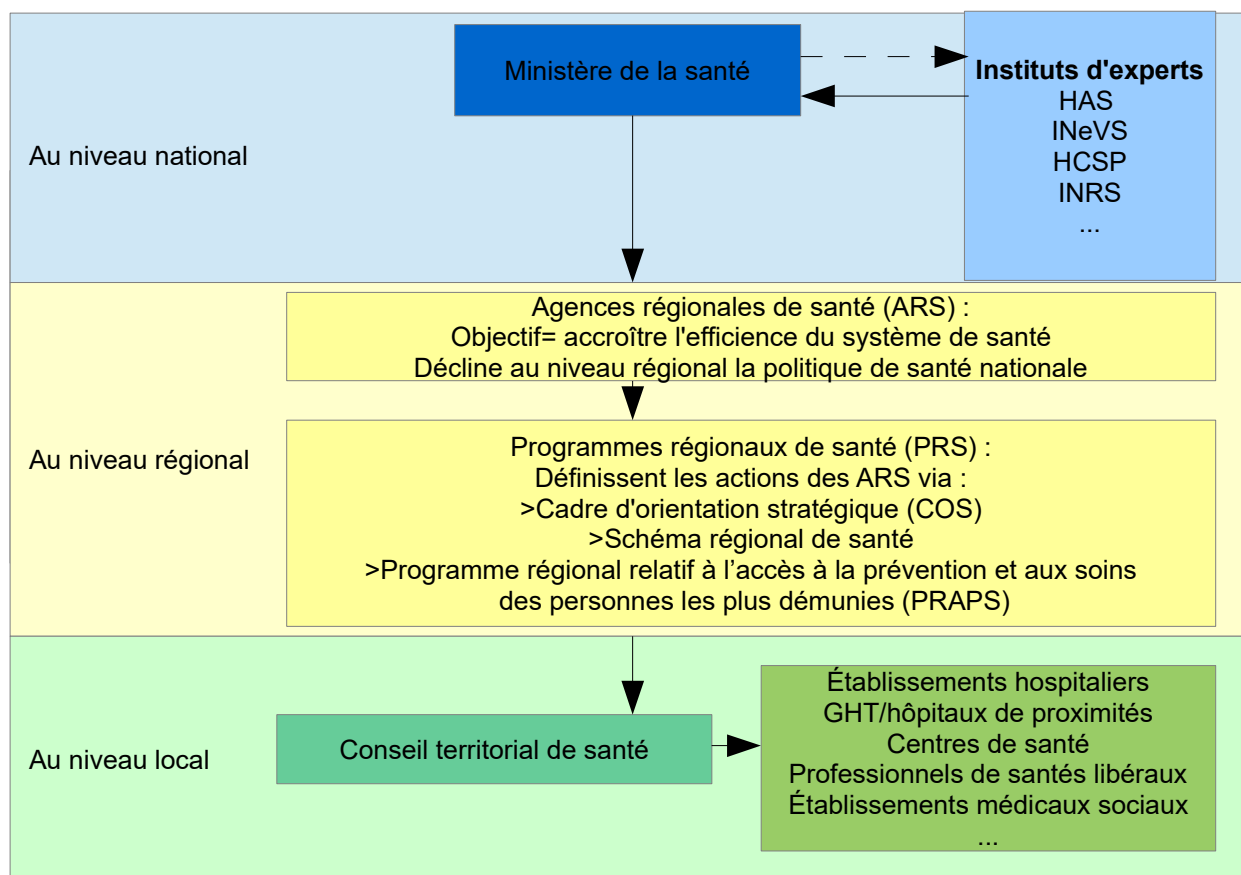 Au niveau national
Ministère de la santé
Instituts d'experts
HAS
INeVS
HCSP
INRS
...
Au niveau régional
Agences régionales de santé (ARS) :
Objectif= accroître l'efficience du système de santé
Décline au niveau régional la politique de santé nationale
Programmes régionaux de santé (PRS) :
Définissent les actions des ARS via :
>Cadre d'orientation stratégique (COS)
>Schéma régional de santé
>Programme régional relatif à l’accès à la prévention et aux soins
des personnes les plus démunies (PRAPS)
Au niveau local
Conseil territorial de santé
Établissements hospitaliers
GHT/hôpitaux de proximités
Centres de santé
Professionnels de santés libéraux
Établissements médicaux sociaux
...